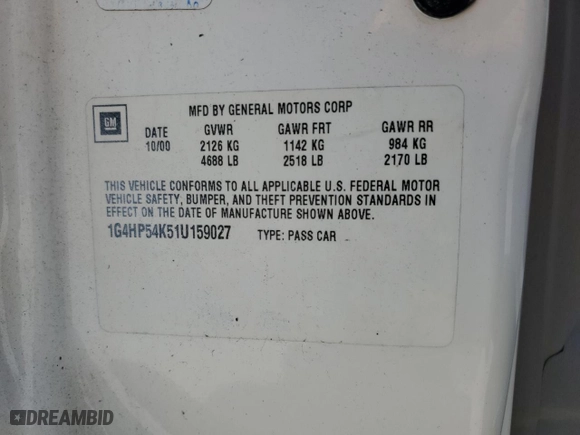 MFD BY GENERAL MOTORS CORP
GM
DATE GVWR GAWR FRT GAWR RR
10/00 2126 KG 1142 KG 984 KG
4688 LB 2518 LB 2170 LB
THIS VEHICLE CONFORMS TO ALL APPLICABLE U.S. FEDERAL MOTOR
VEHICLE SAFETY, BUMPER, AND THEFT PREVENTION STANDARDS IN
EFFECT ON THE DATE OF MANUFACTURE SHOWN ABOVE.
1G4HP54K51U159027 TYPE: PASS CAR
DREAMBID